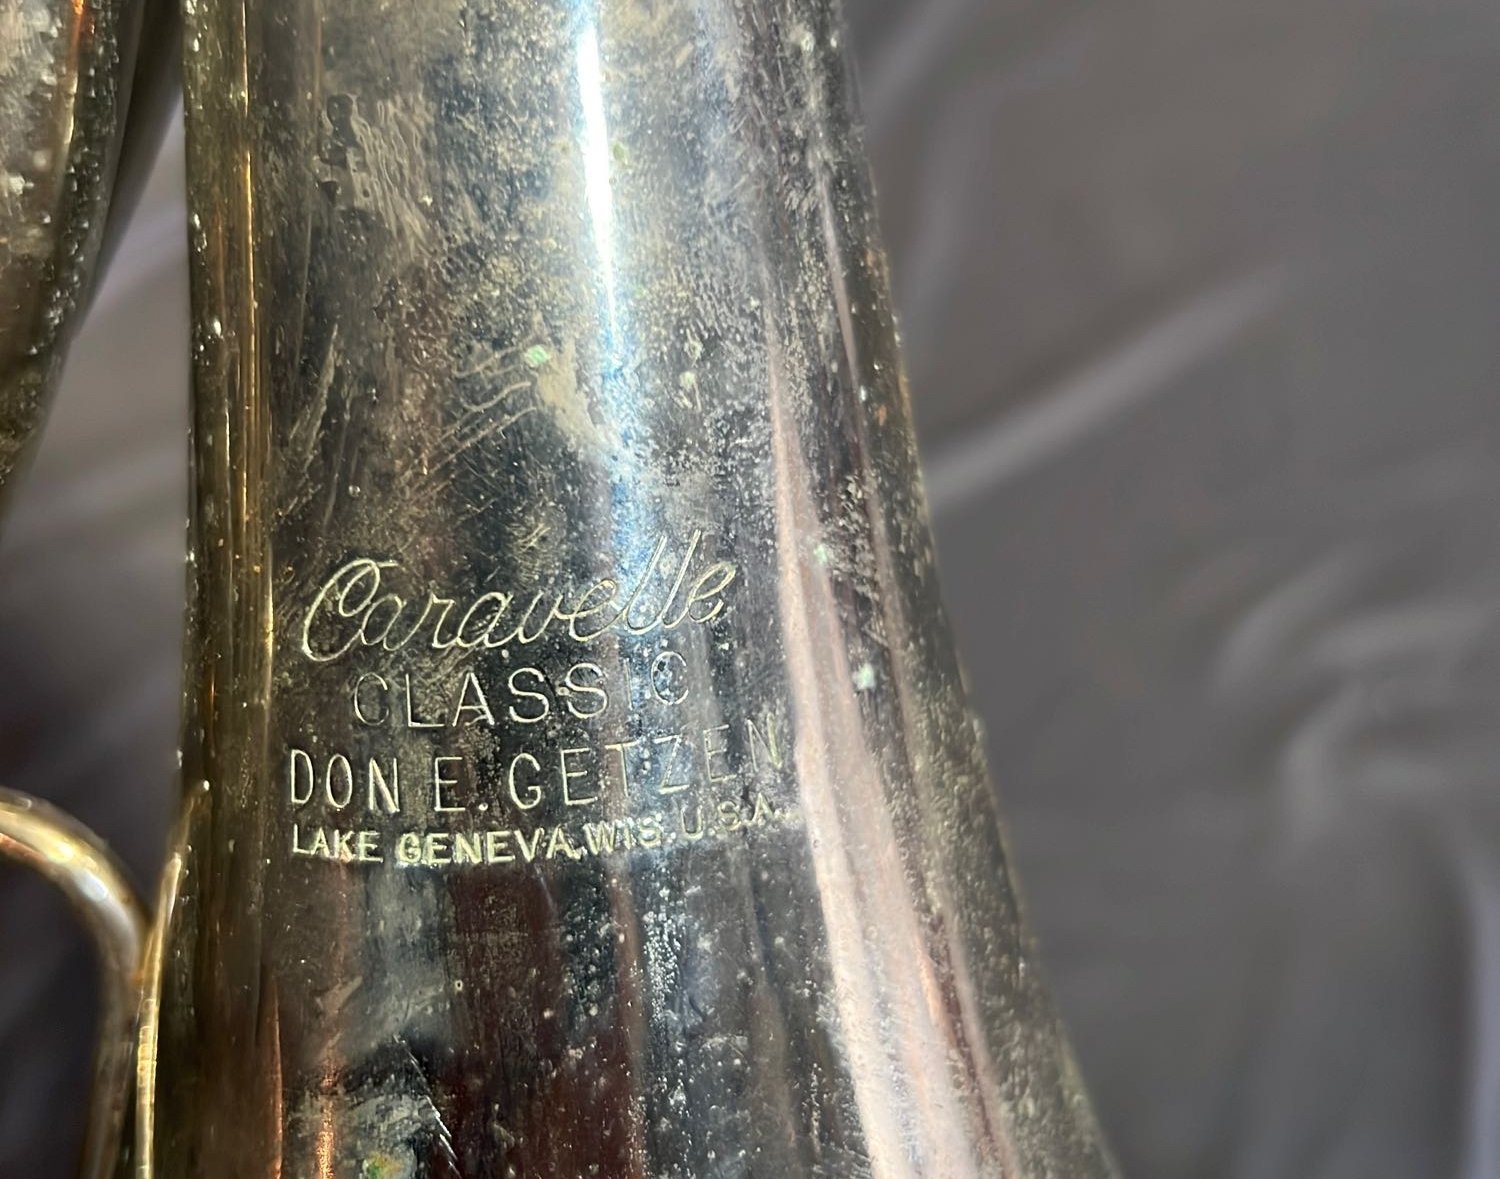 Caravelle
CLASSIC
DON E. GETZEN
LAKE GENEVA, WIS. U.S.A.